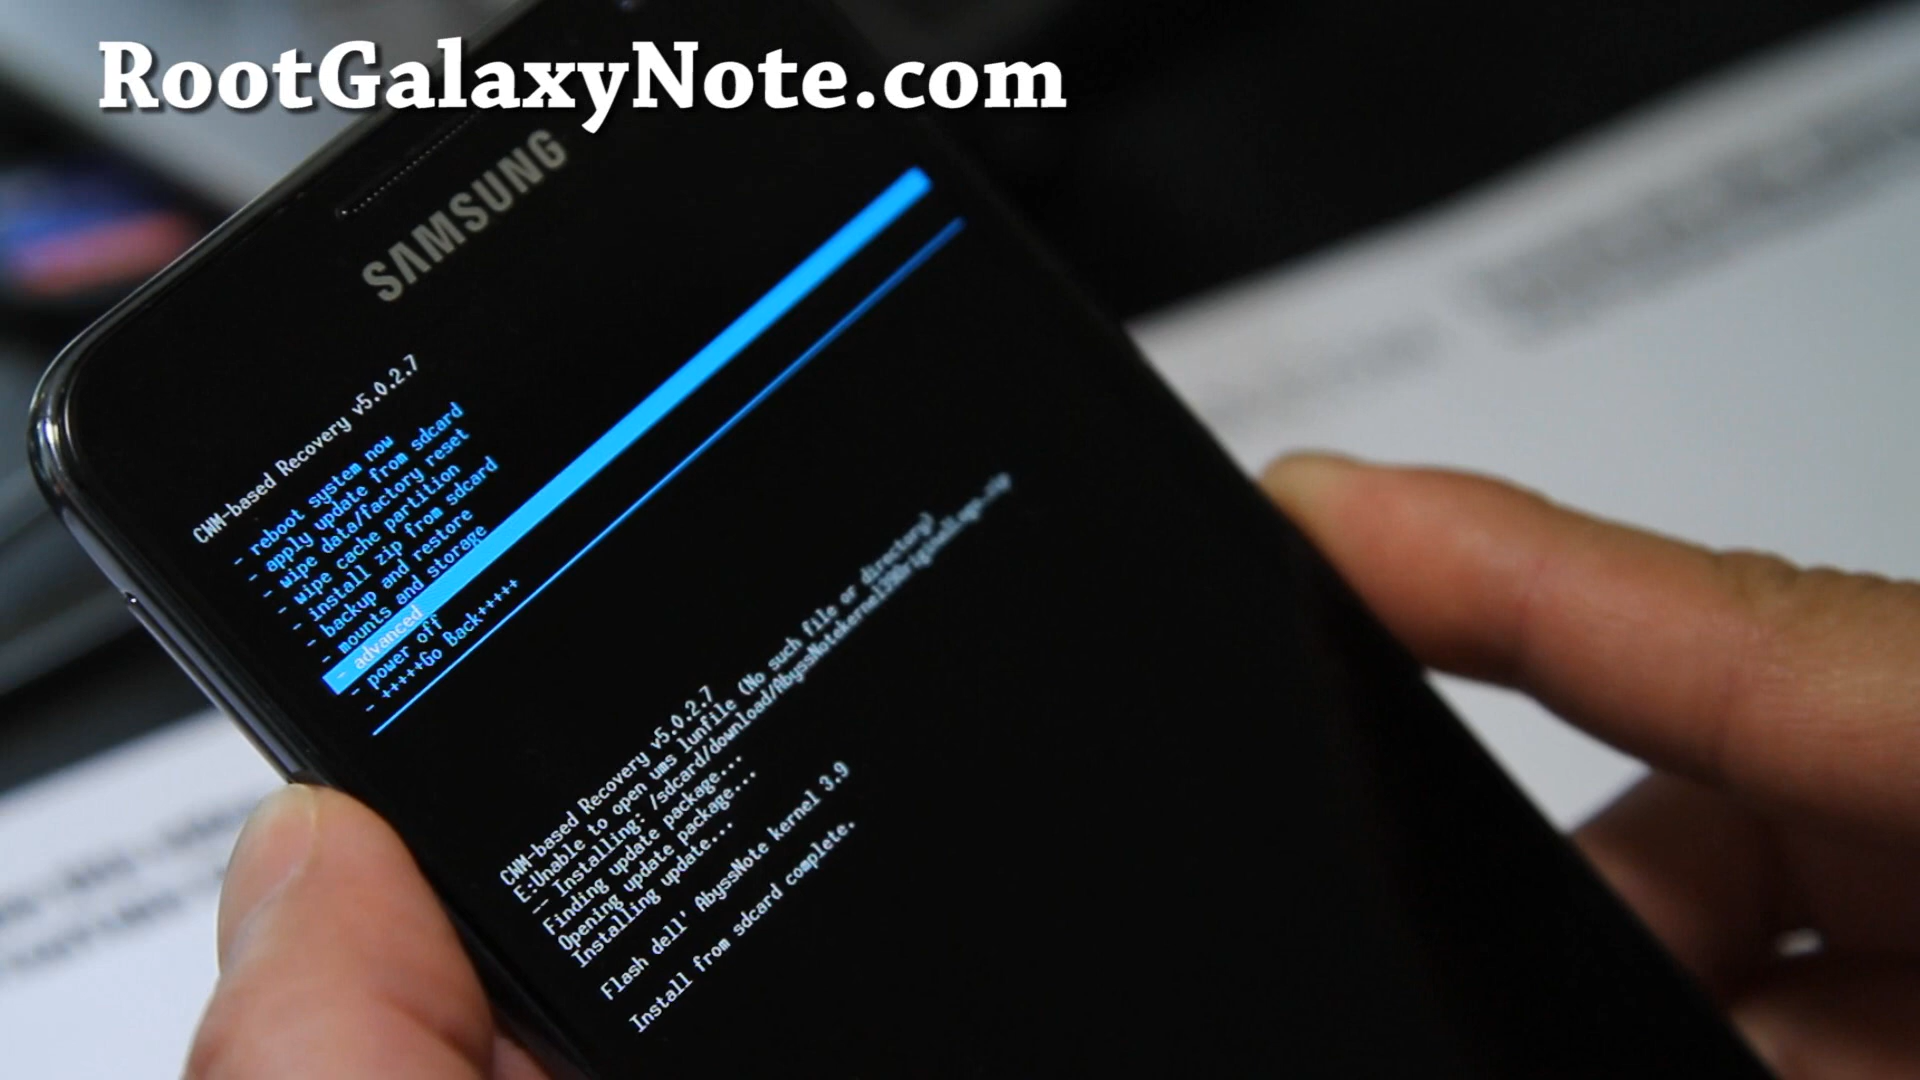 RootGalaxyNote.com
SAMSUNG
CWM-based Recovery v5.0.2.7
- reboot system now
- apply update from sdcard
- wipe data/factory reset
- wipe cache partition
- install zip from sdcard
- backup and restore
- mounts and storage
- advanced
- power off
- +++++Go Back+++++
CWM-based Recovery v5.0.2.7
E:Unable to open ums lunfile (No such file or directory)
-- Installing: /sdcard/download/AbyssNotekernel39OriginalLogo.zip
Finding update package...
Opening update package...
Installing update...
Flash dell' AbyssNote kernel 3.9
Install from sdcard complete.